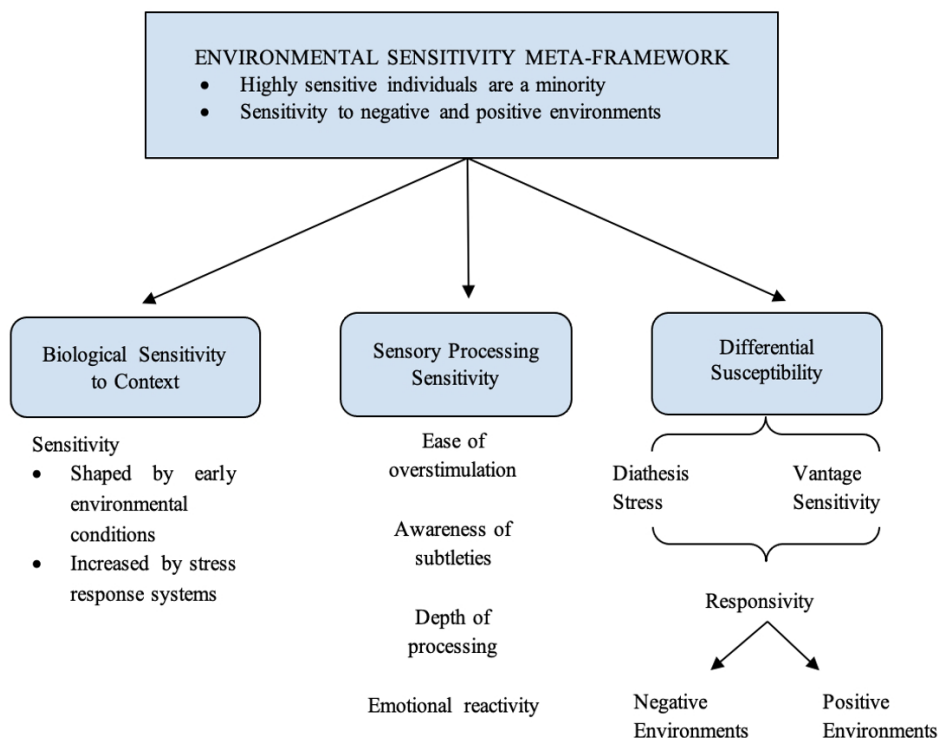 ENVIRONMENTAL SENSITIVITY META-FRAMEWORK
• Highly sensitive individuals are a minority
• Sensitivity to negative and positive environments
Biological Sensitivity
to Context
Sensitivity
• Shaped by early
environmental
conditions
• Increased by stress
response systems
Sensory Processing
Sensitivity
Ease of
overstimulation
Awareness of
subtleties
Depth of
processing
Emotional reactivity
Differential
Susceptibility
Diathesis
Stress
Vantage
Sensitivity
Responsivity
Negative
Environments
Positive
Environments